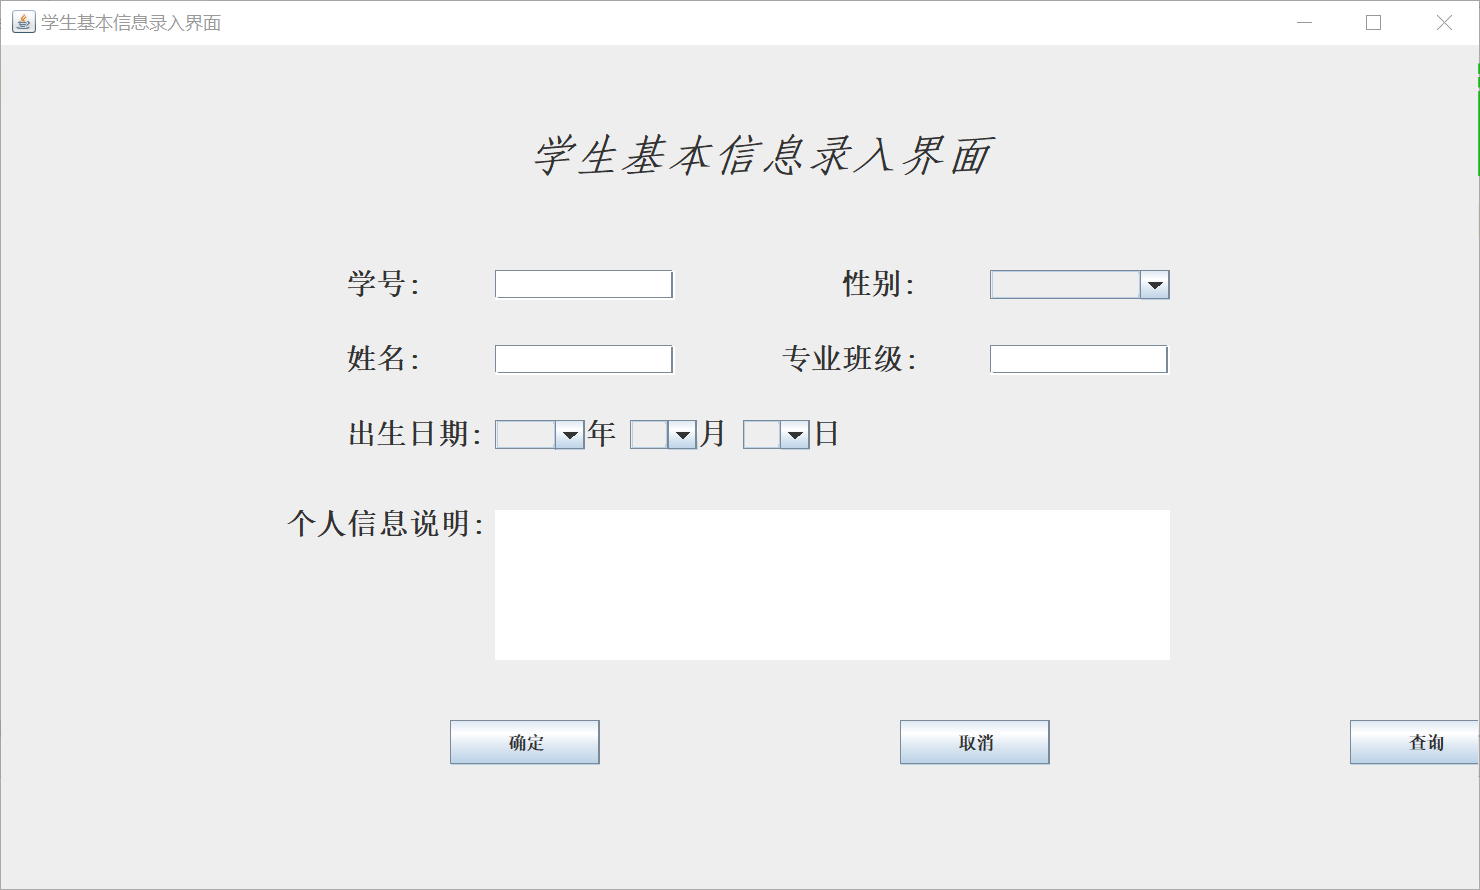 学生基本信息录入界面
学生基本信息录入界面
学号: 性别:
姓名: 专业班级:
出生日期: 年 月 日
个人信息说明:
确定 取消 查询